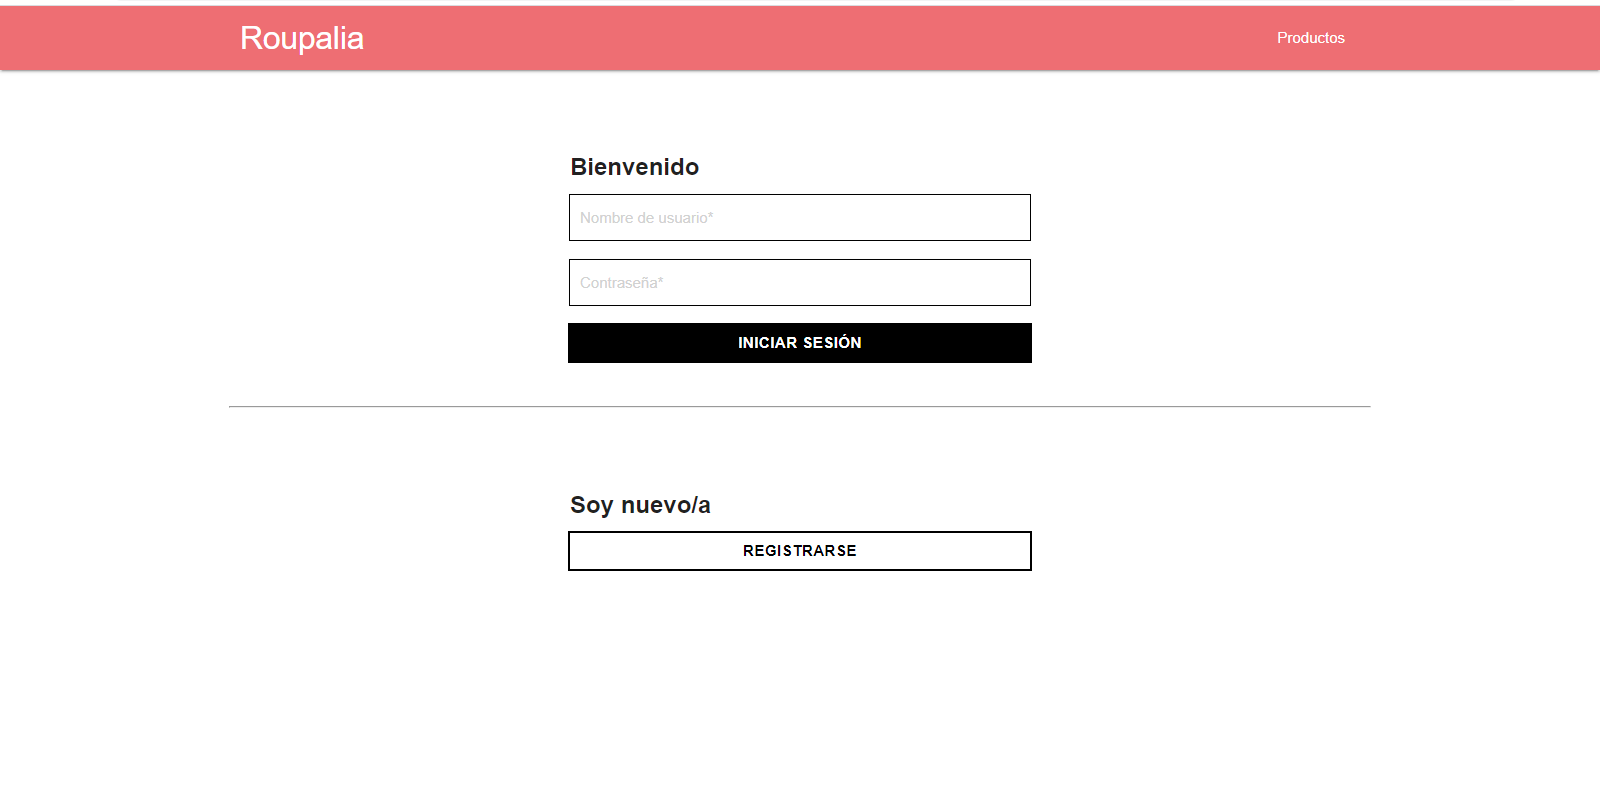 Roupalia
Productos
Bienvenido
Nombre de usuario*
Contraseña*
INICIAR SESIÓN
Soy nuevo/a
REGISTRARSE